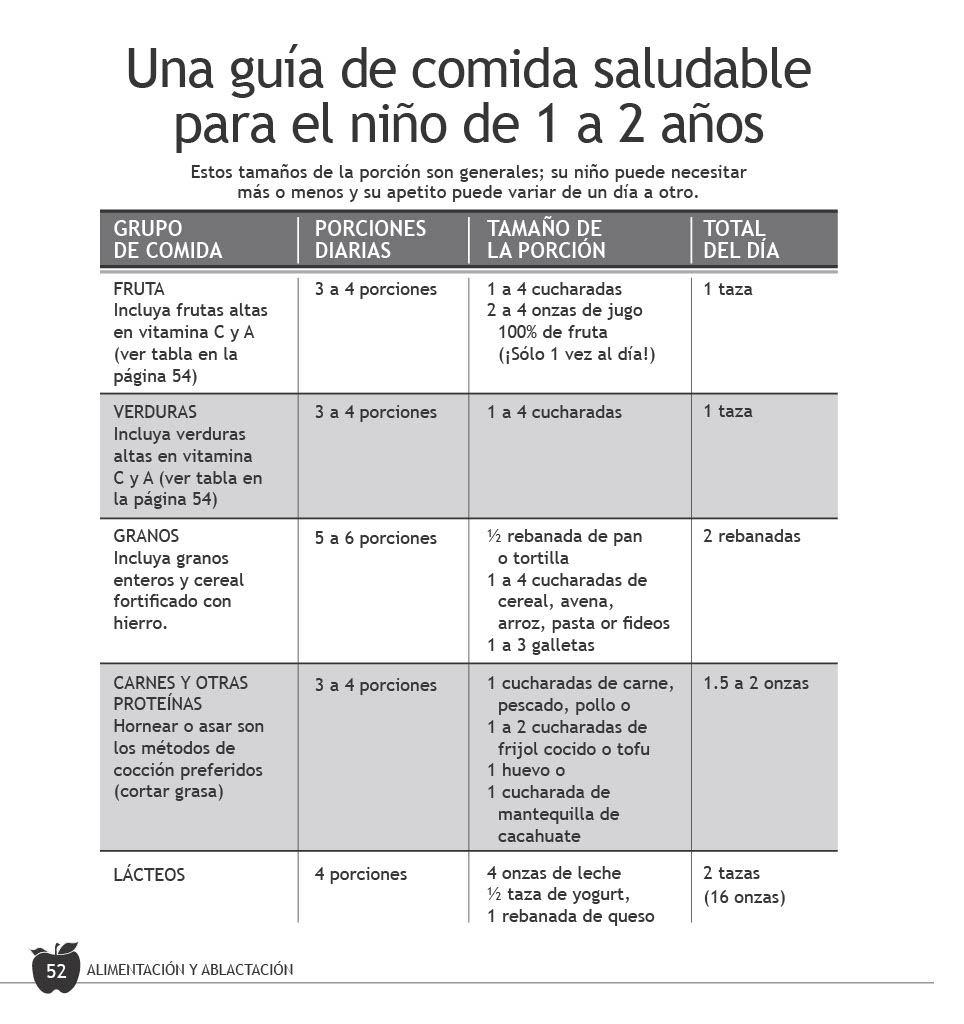 Una guía de comida saludable
para el niño de 1 a 2 años
Estos tamaños de la porción son generales; su niño puede necesitar
más o menos y su apetito puede variar de un día a otro.
GRUPO
DE COMIDA
PORCIONES
DIARIAS
TAMAÑO DE
LA PORCIÓN
TOTAL
DEL DÍA
FRUTA
Incluya frutas altas
en vitamina C y A
(ver tabla en la
página 54)
3 a 4 porciones
1 a 4 cucharadas
2 a 4 onzas de jugo
100% de fruta
(¡Sólo 1 vez al día!)
1 taza
VERDURAS
Incluya verduras
altas en vitamina
C y A (ver tabla en
la página 54)
3 a 4 porciones
1 a 4 cucharadas
1 taza
GRANOS
Incluya granos
enteros y cereal
fortificado con
hierro.
5 a 6 porciones
½ rebanada de pan
o tortilla
1 a 4 cucharadas de
cereal, avena,
arroz, pasta or fideos
1 a 3 galletas
2 rebanadas
CARNES Y OTRAS
PROTEÍNAS
Hornear o asar son
los métodos de
cocción preferidos
(cortar grasa)
3 a 4 porciones
1 cucharadas de carne,
pescado, pollo o
1 a 2 cucharadas de
frijol cocido o tofu
1 huevo o
1 cucharada de
mantequilla de
cacahuate
1.5 a 2 onzas
LÁCTEOS
4 porciones
4 onzas de leche
½ taza de yogurt,
1 rebanada de queso
2 tazas
(16 onzas)
52 ALIMENTACIÓN Y ABLACTACIÓN